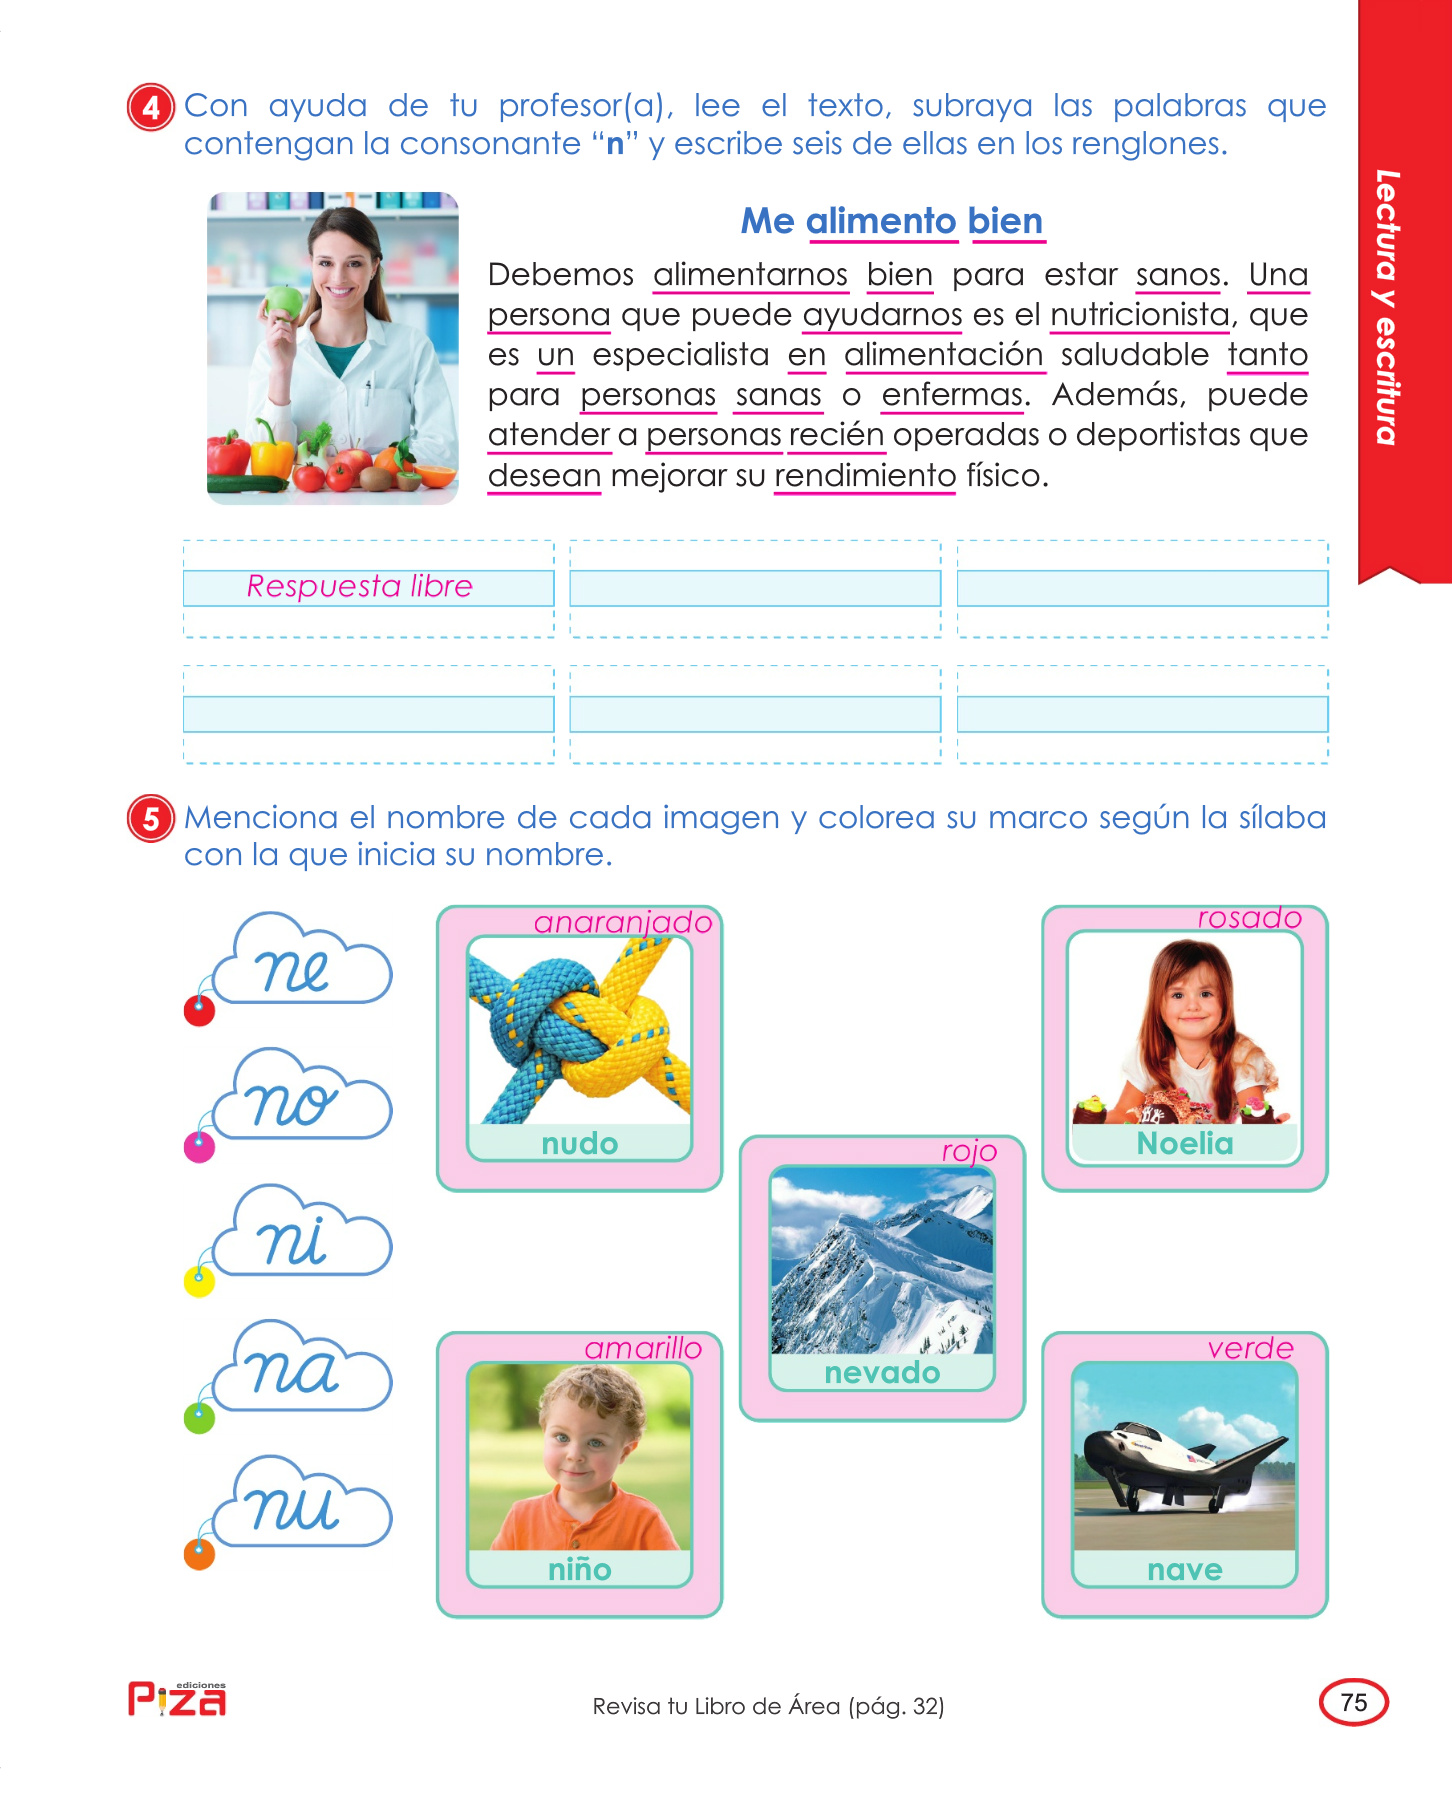 4 Con ayuda de tu profesor(a), lee el texto, subraya las palabras que
contengan la consonante “n” y escribe seis de ellas en los renglones.
Me alimento bien
Debemos alimentarnos bien para estar sanos. Una
persona que puede ayudarnos es el nutricionista, que
es un especialista en alimentación saludable tanto
para personas sanas o enfermas. Además, puede
atender a personas recién operadas o deportistas que
desean mejorar su rendimiento físico.
Respuesta libre
5 Menciona el nombre de cada imagen y colorea su marco según la sílaba
con la que inicia su nombre.
ne
no
ni
na
nu
anaranjado
nudo
rosado
Noelia
rojo
nevado
amarillo
niño
verde
nave
ediciones
Piza
Revisa tu Libro de Área (pág. 32)
75
Lectura y escritura